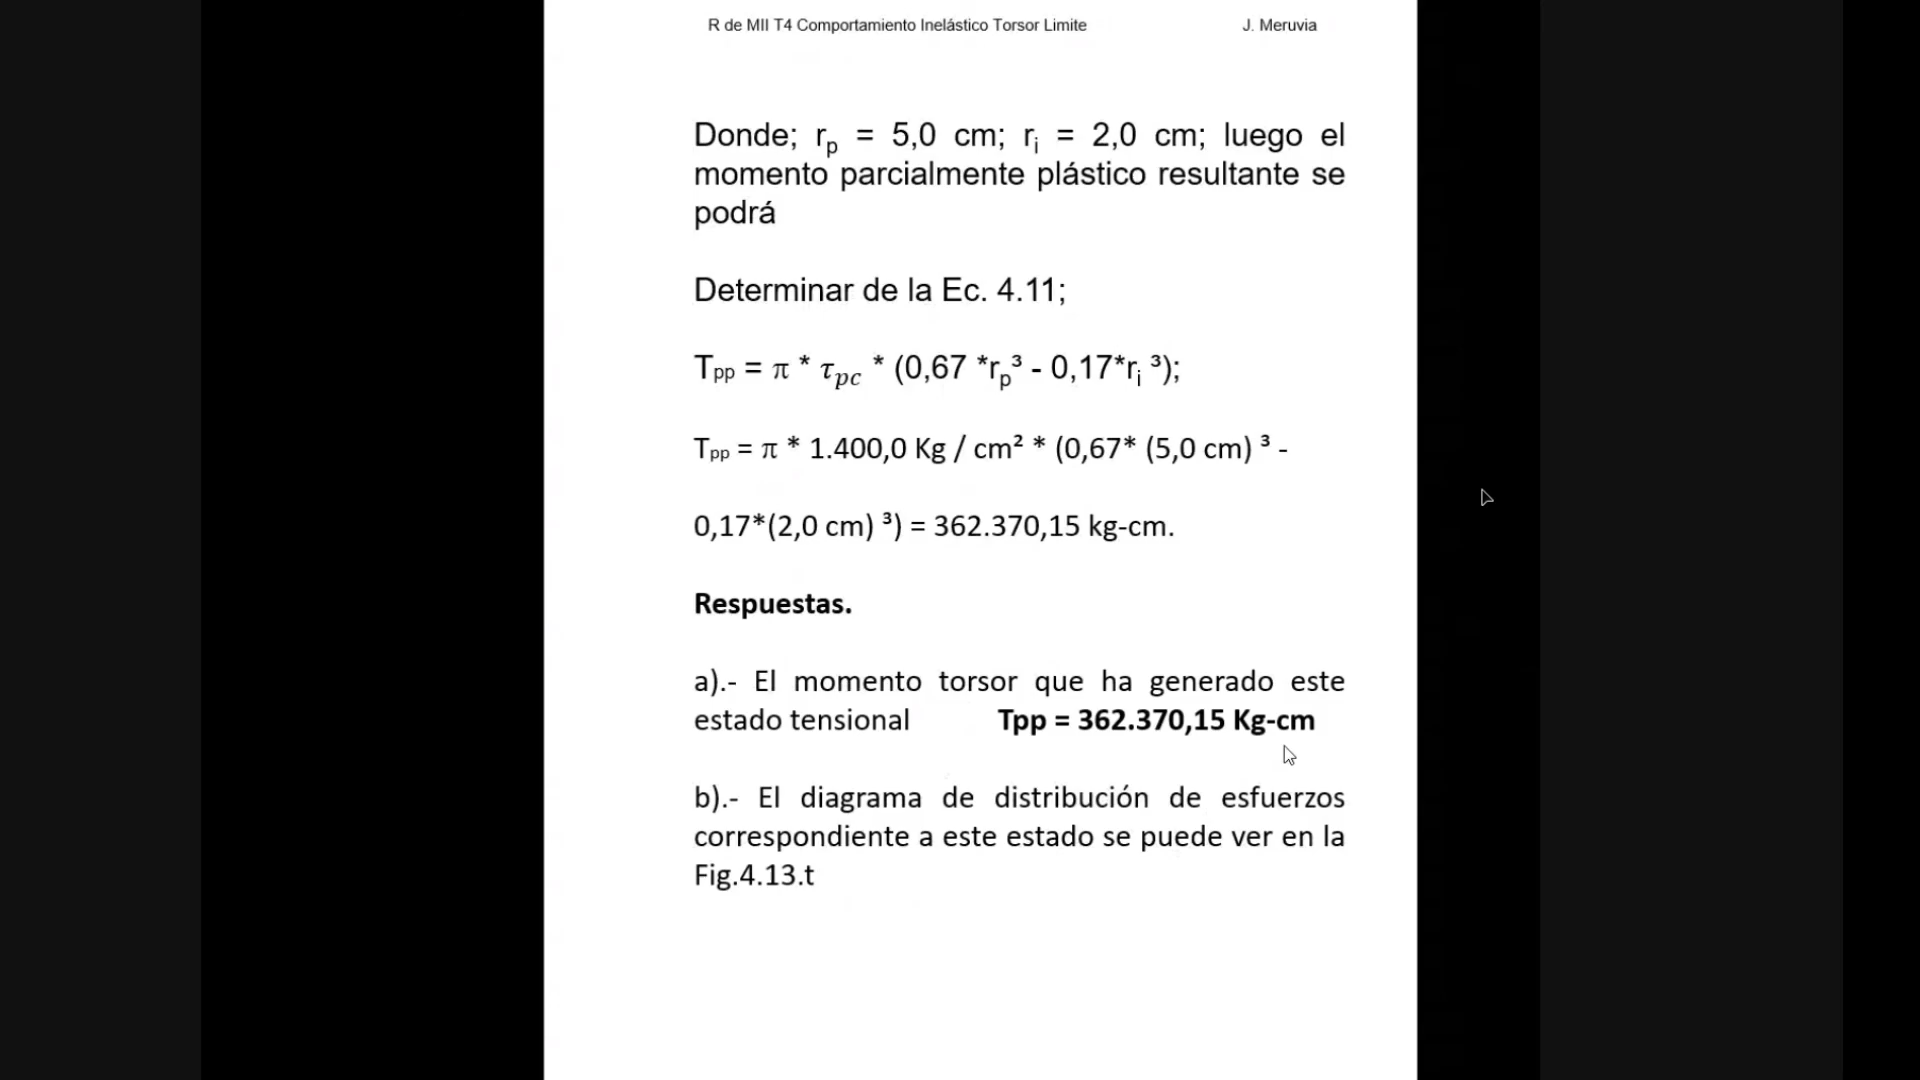 R de MII T4 Comportamiento Inelástico Torsor Limite J. Meruvia
Donde; rp = 5,0 cm; ri = 2,0 cm; luego el
momento parcialmente plástico resultante se
podrá
Determinar de la Ec. 4.11;
Tpp = π * τpc * (0,67 *rp³ - 0,17*ri ³);
Tpp = π * 1.400,0 Kg / cm² * (0,67* (5,0 cm) ³ -
0,17*(2,0 cm) ³) = 362.370,15 kg-cm.
Respuestas.
a).- El momento torsor que ha generado este
estado tensional Tpp = 362.370,15 Kg-cm
b).- El diagrama de distribución de esfuerzos
correspondiente a este estado se puede ver en la
Fig.4.13.t